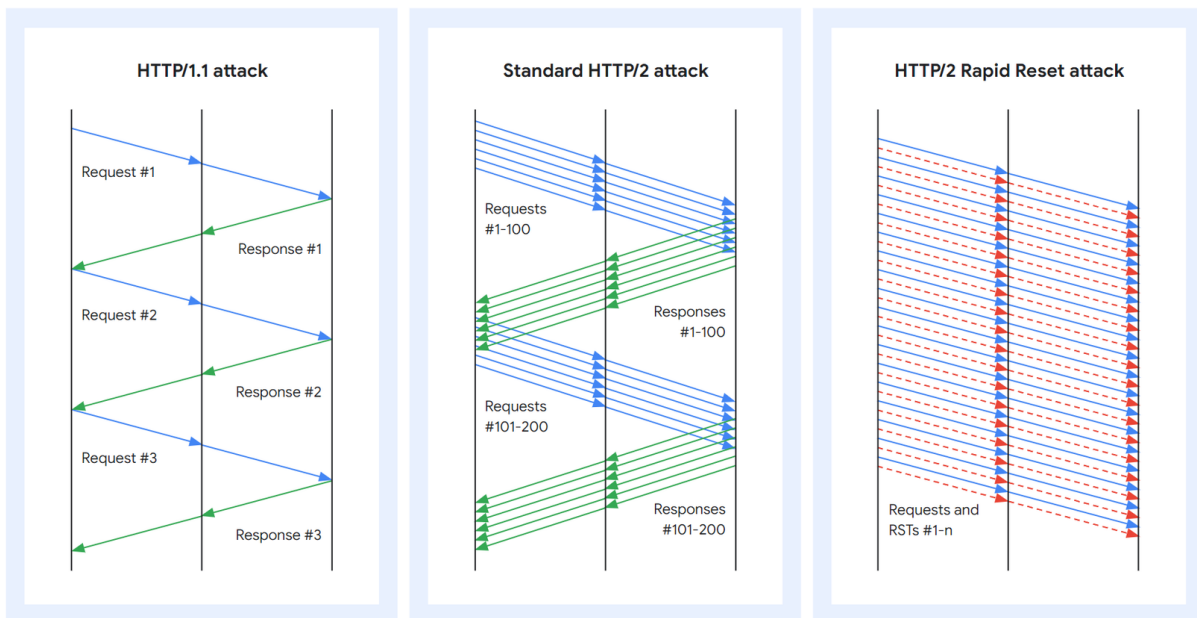 HTTP/1.1 attack
Request #1
Response #1
Request #2
Response #2
Request #3
Response #3
Standard HTTP/2 attack
Requests
#1-100
Responses
#1-100
Requests
#101-200
Responses
#101-200
HTTP/2 Rapid Reset attack
Requests and
RSTs #1-n